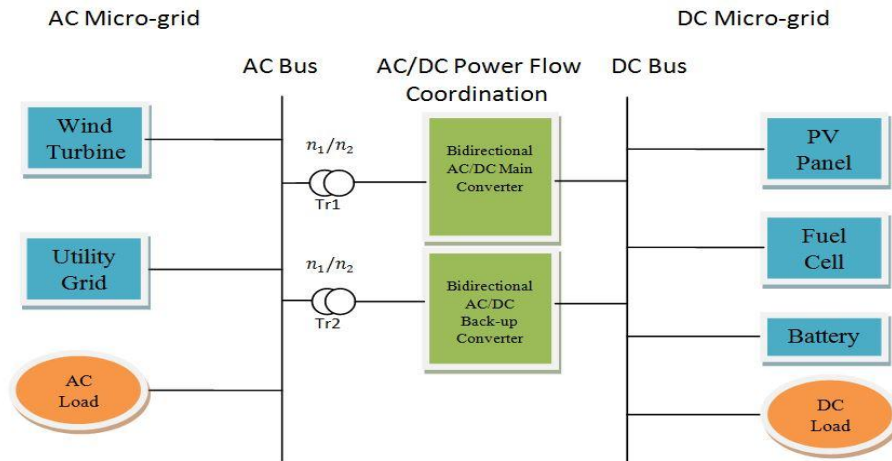 AC Micro-grid
DC Micro-grid
AC Bus
AC/DC Power Flow
Coordination
DC Bus
Wind
Turbine
n₁/n₂
Tr1
Bidirectional
AC/DC Main
Converter
PV
Panel
Utility
Grid
n₁/n₂
Tr2
Bidirectional
AC/DC
Back-up
Converter
Fuel
Cell
Battery
AC
Load
DC
Load